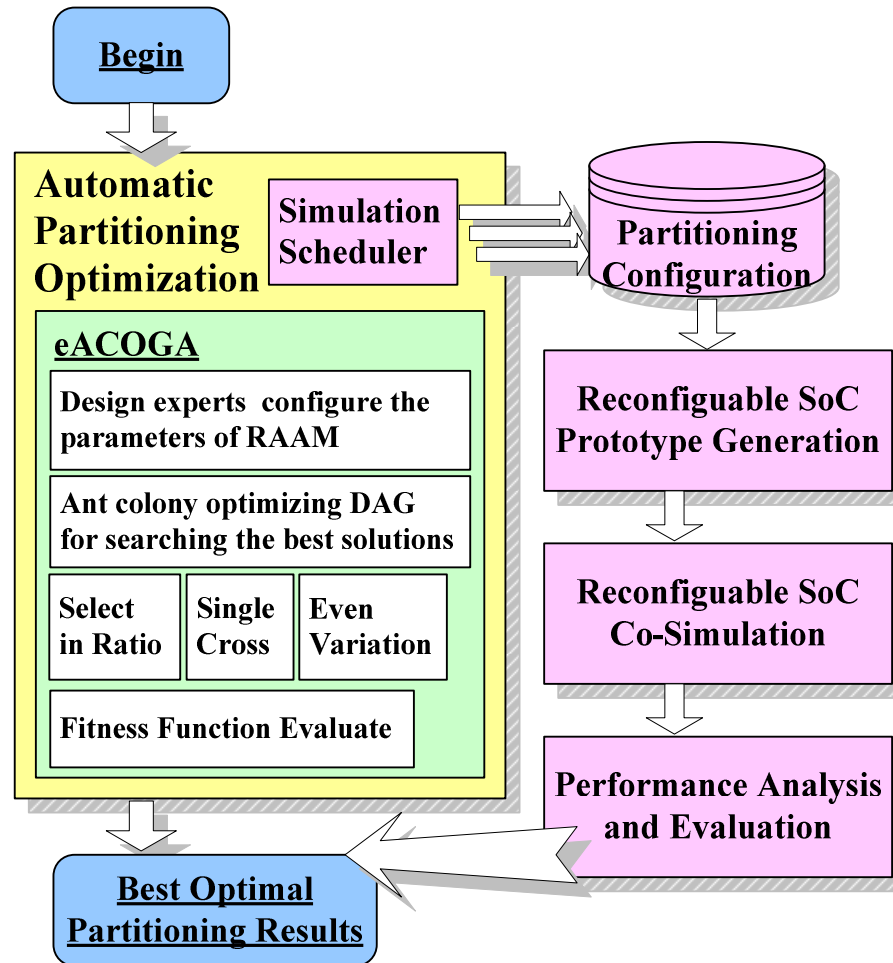 Begin
Automatic
Partitioning
Optimization
Simulation
Scheduler
Partitioning
Configuration
eACOGA
Design experts configure the
parameters of RAAM
Ant colony optimizing DAG
for searching the best solutions
Select
in Ratio
Single
Cross
Even
Variation
Fitness Function Evaluate
Reconfiguable SoC
Prototype Generation
Reconfiguable SoC
Co-Simulation
Performance Analysis
and Evaluation
Best Optimal
Partitioning Results